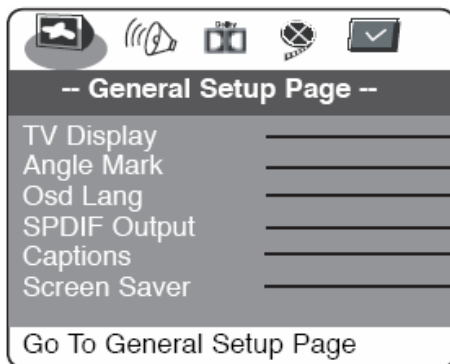 Dolby
-- General Setup Page --
TV Display
Angle Mark
Osd Lang
SPDIF Output
Captions
Screen Saver
Go To General Setup Page